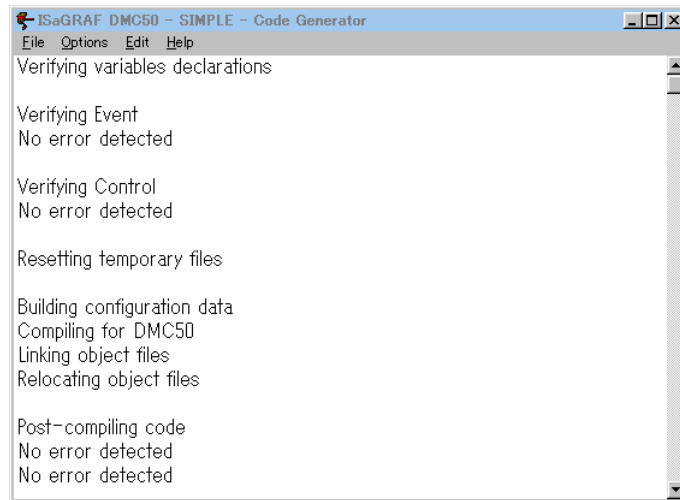 ISaGRAF DMC50 - SIMPLE - Code Generator
File Options Edit Help
Verifying variables declarations
Verifying Event
No error detected
Verifying Control
No error detected
Resetting temporary files
Building configuration data
Compiling for DMC50
Linking object files
Relocating object files
Post-compiling code
No error detected
No error detected